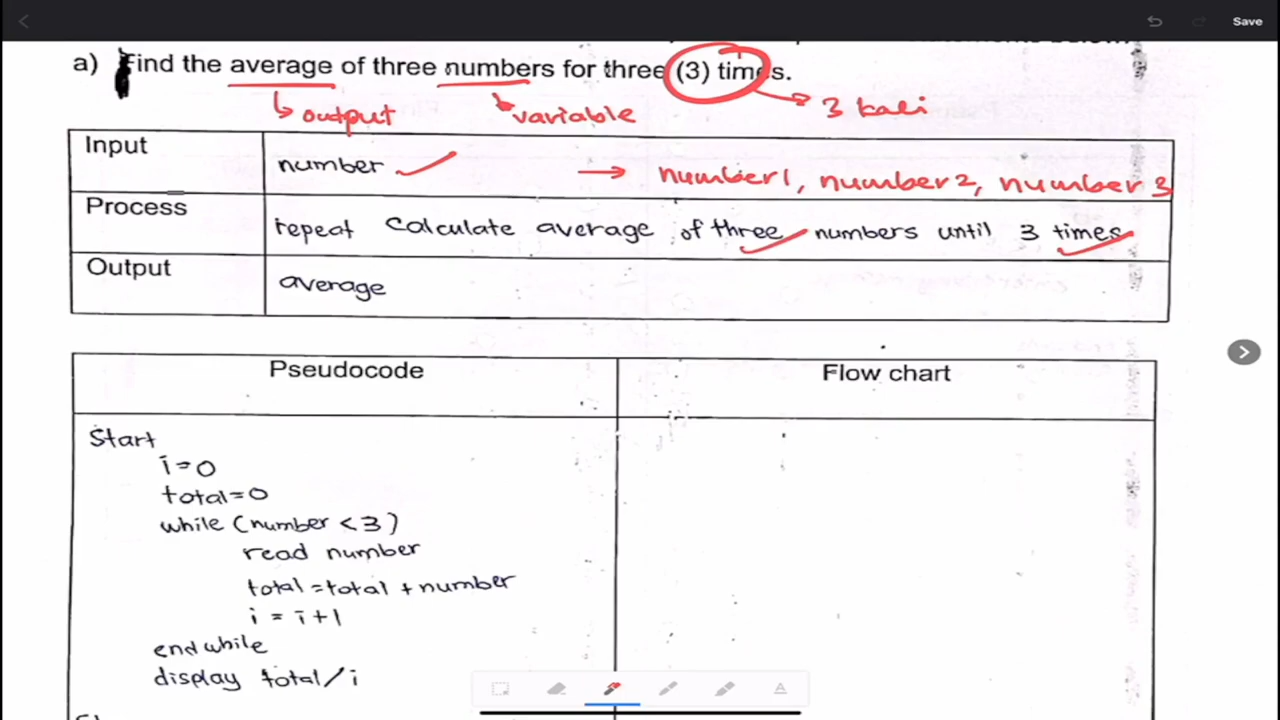 Save
a) Find the average of three numbers for three (3) times.
output
variable
3 kali
Input
number
number1, number2, number3
Process
repeat calculate average of three numbers until 3 times
Output
average
Pseudocode
Flow chart
Start
i=0
total=0
while (number <3)
read number
total=total + number
i = i+1
endwhile
display total/i
A